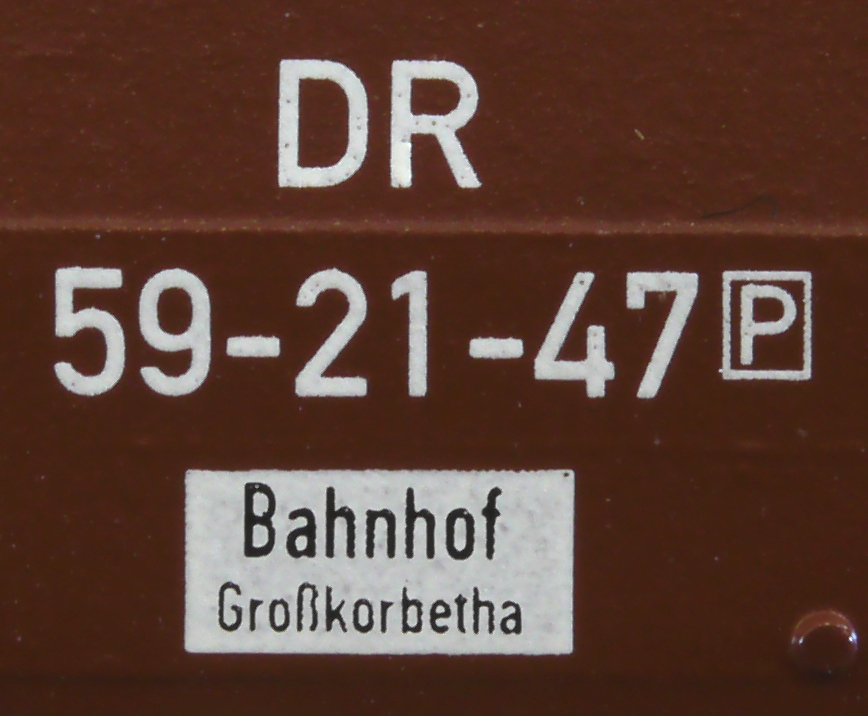 DR
59-21-47 P
Bahnhof
Großkorbetha